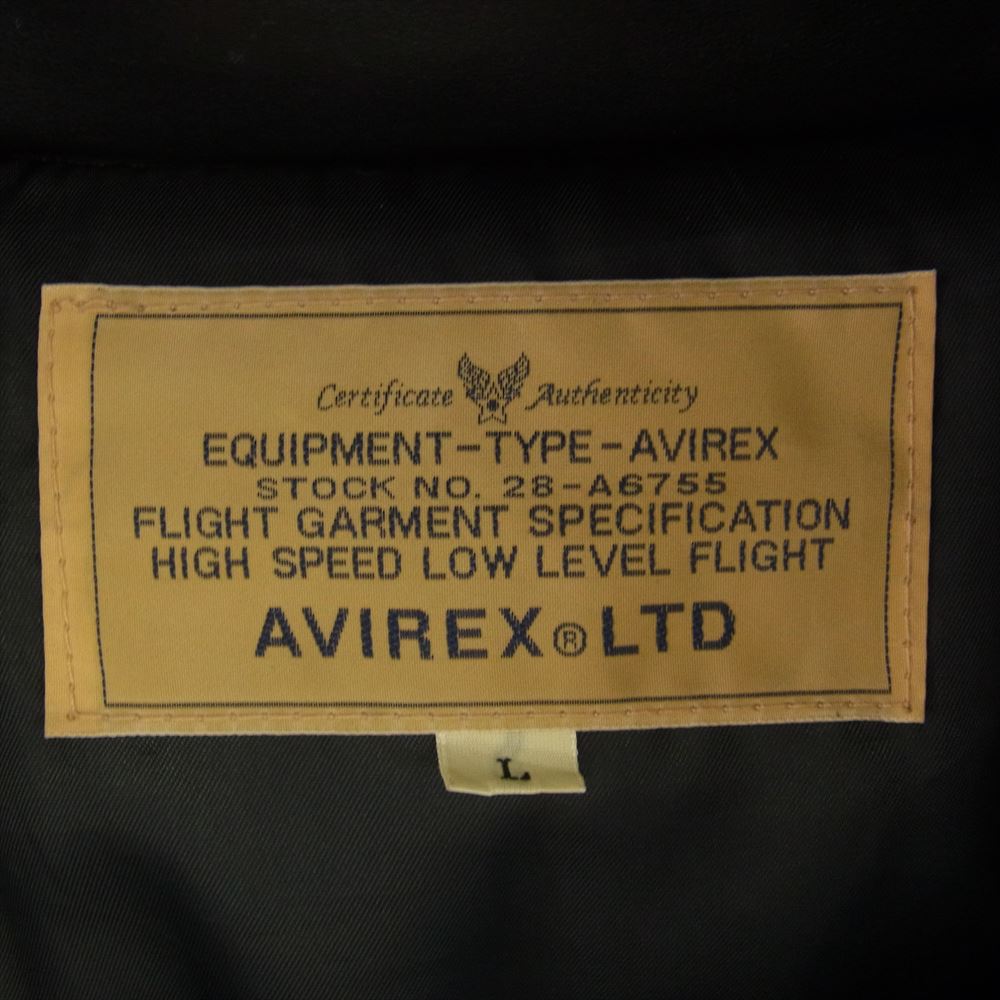 Certificate Authenticity
EQUIPMENT-TYPE-AVIREX
STOCK NO. 28-A6755
FLIGHT GARMENT SPECIFICATION
HIGH SPEED LOW LEVEL FLIGHT
AVIREX® LTD
L